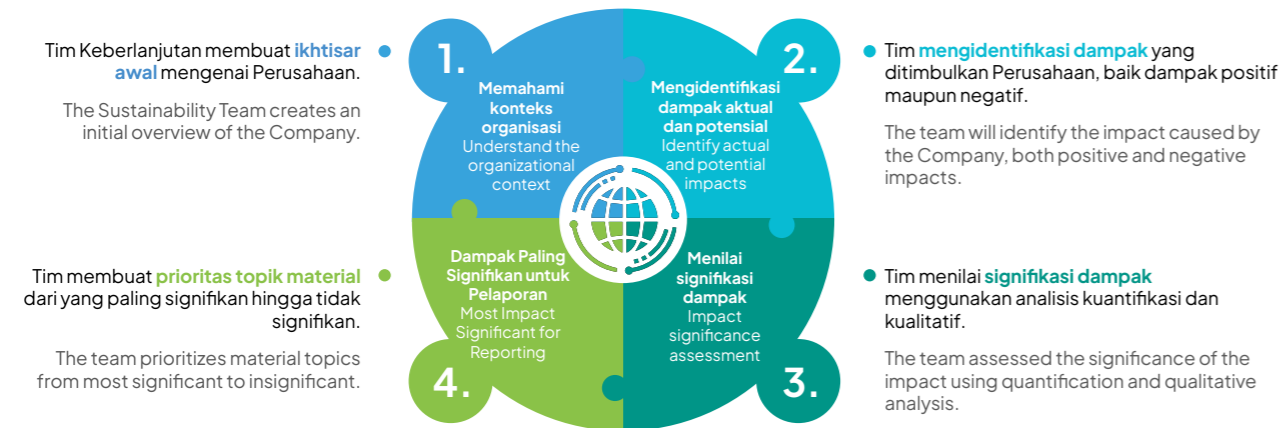 Tim Keberlanjutan membuat ikhtisar
awal mengenai Perusahaan.
The Sustainability Team creates an
initial overview of the Company.
1.
Memahami
konteks
organisasi
Understand the
organizational
context
2.
Mengidentifikasi
dampak aktual
dan potensial
Identify actual
and potential
impacts
Tim mengidentifikasi dampak yang
ditimbulkan Perusahaan, baik dampak positif
maupun negatif.
The team will identify the impact caused by
the Company, both positive and negative
impacts.
Tim membuat prioritas topik material
dari yang paling signifikan hingga tidak
signifikan.
The team prioritizes material topics
from most significant to insignificant.
Dampak Paling
Signifikan untuk
Pelaporan
Most Impact
Significant for
Reporting
4.
Menilai
signifikasi
dampak
Impact
significance
assessment
3.
Tim menilai signifikasi dampak
menggunakan analisis kuantifikasi dan
kualitatif.
The team assessed the significance of the
impact using quantification and qualitative
analysis.